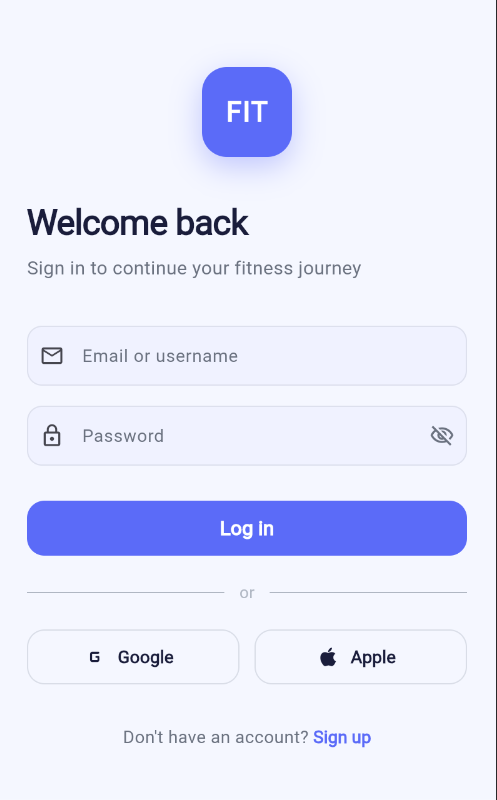 FIT
Welcome back
Sign in to continue your fitness journey
Email or username
Password
Log in
or
G Google
Apple
Don't have an account? Sign up